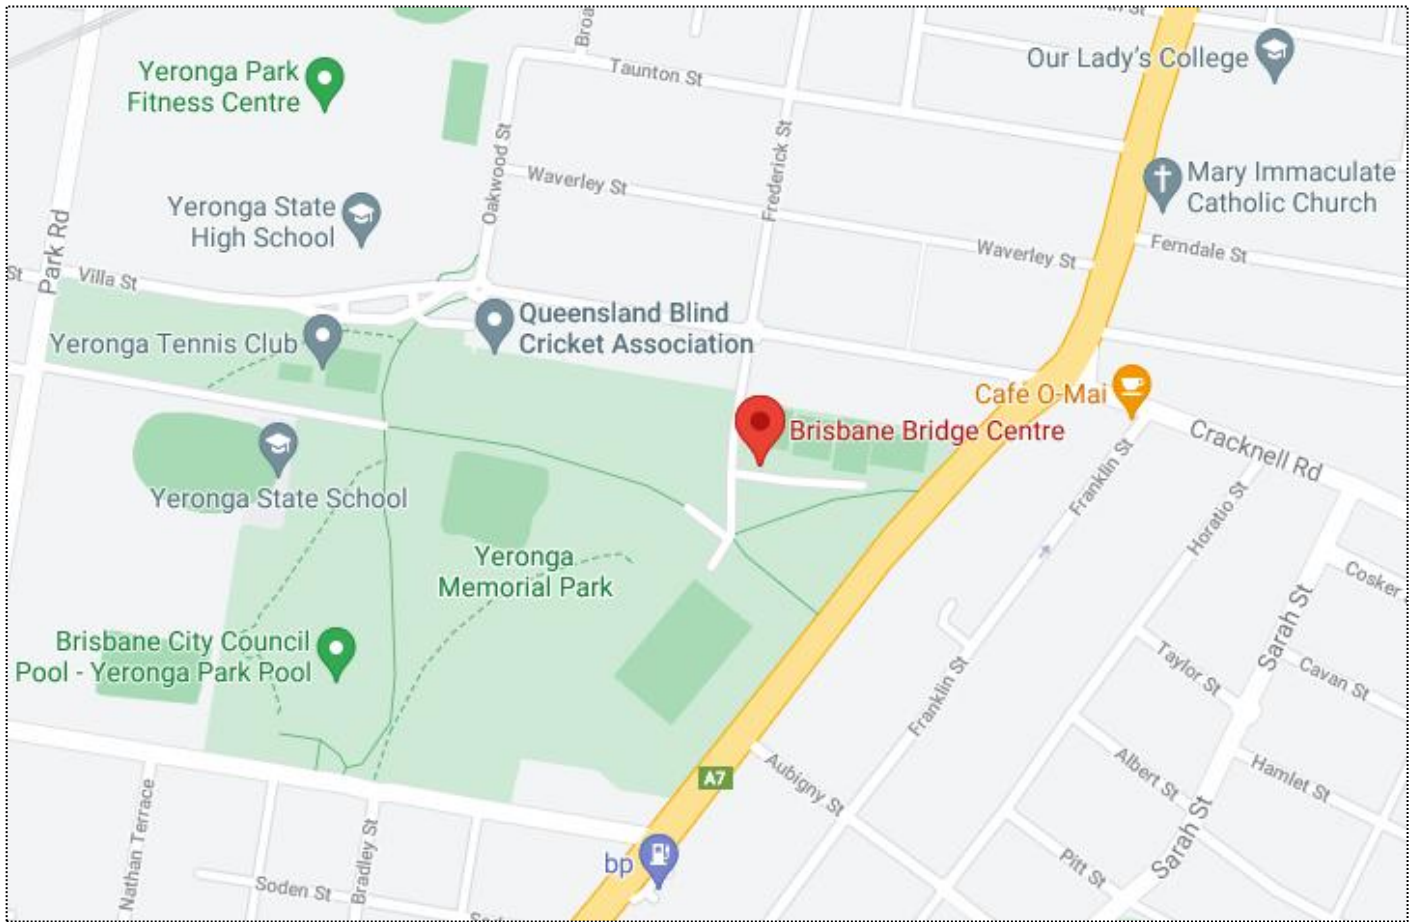 Broa
Taunton St
Our Lady's College
Yeronga Park
Fitness Centre
Oakwood St
Frederick St
Waverley St
Mary Immaculate
Catholic Church
Yeronga State
High School
Park Rd
Waverley St
Ferndale St
St
Villa St
Queensland Blind
Cricket Association
Yeronga Tennis Club
Café O-Mai
Brisbane Bridge Centre
Cracknell Rd
Franklin St
Yeronga State School
Horatio St
Yeronga
Memorial Park
Cosker
Sarah St
Brisbane City Council
Pool - Yeronga Park Pool
Taylor St
Cavan St
Franklin St
A7
Aubigny St
Albert St
Hamlet St
Nathan Terrace
Bradley St
Sarah St
bp
Pitt St
Soden St